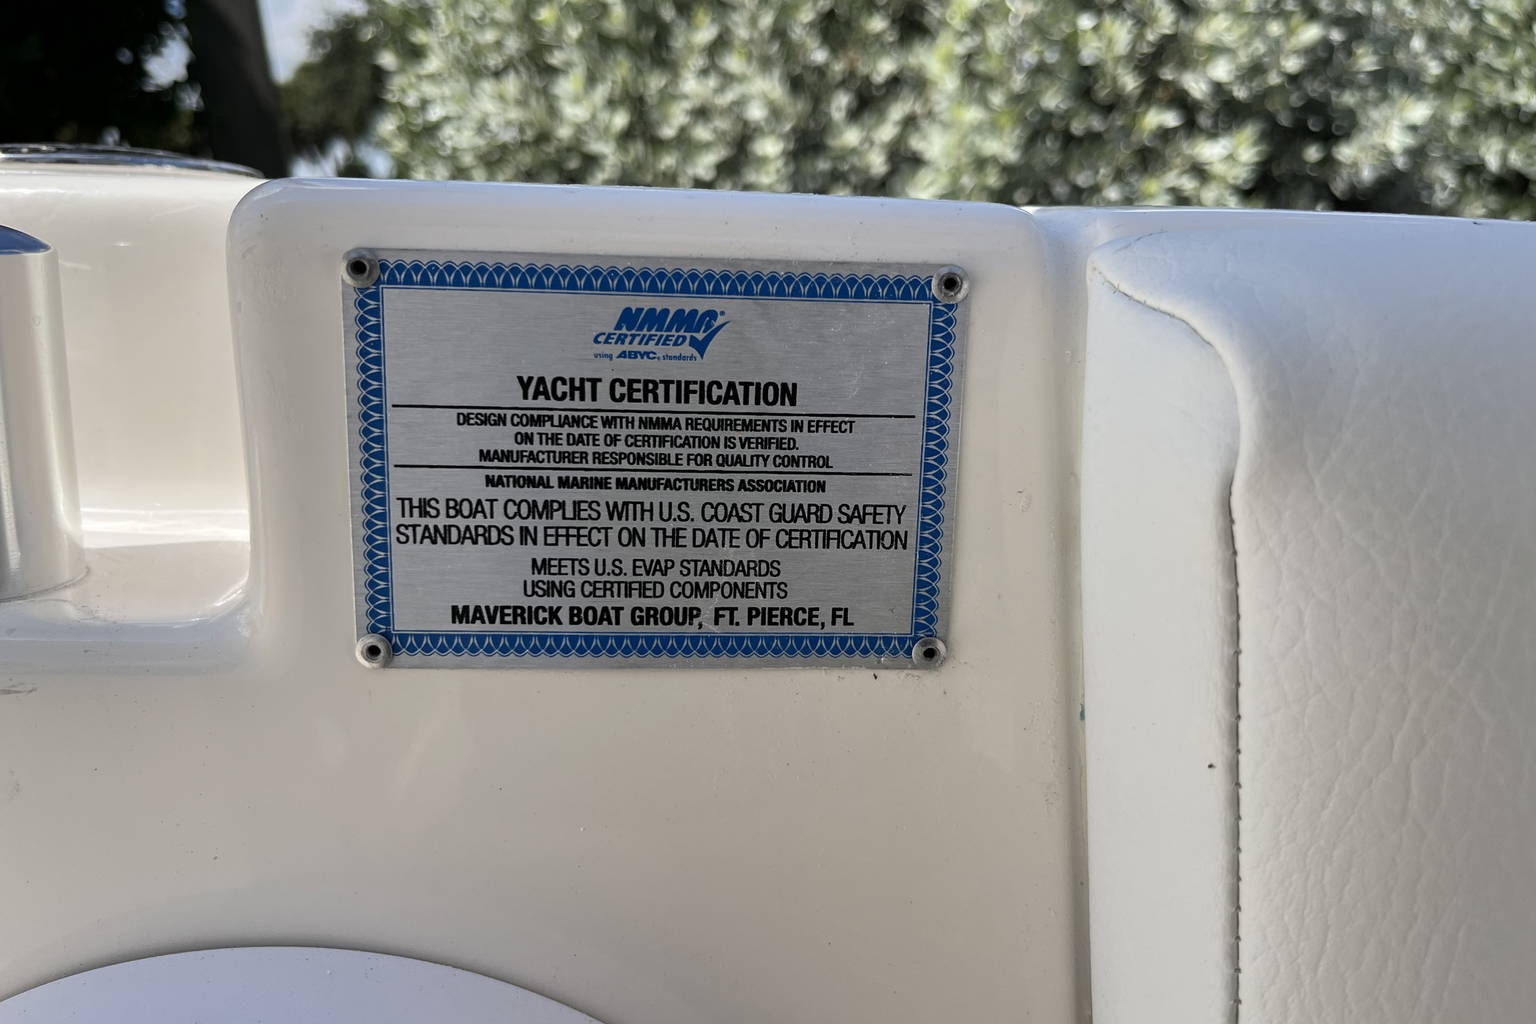 NMMA®
CERTIFIED
using ABYC® standards
YACHT CERTIFICATION
DESIGN COMPLIANCE WITH NMMA REQUIREMENTS IN EFFECT
ON THE DATE OF CERTIFICATION IS VERIFIED.
MANUFACTURER RESPONSIBLE FOR QUALITY CONTROL
NATIONAL MARINE MANUFACTURERS ASSOCIATION
THIS BOAT COMPLIES WITH U.S. COAST GUARD SAFETY
STANDARDS IN EFFECT ON THE DATE OF CERTIFICATION
MEETS U.S. EVAP STANDARDS
USING CERTIFIED COMPONENTS
MAVERICK BOAT GROUP, FT. PIERCE, FL